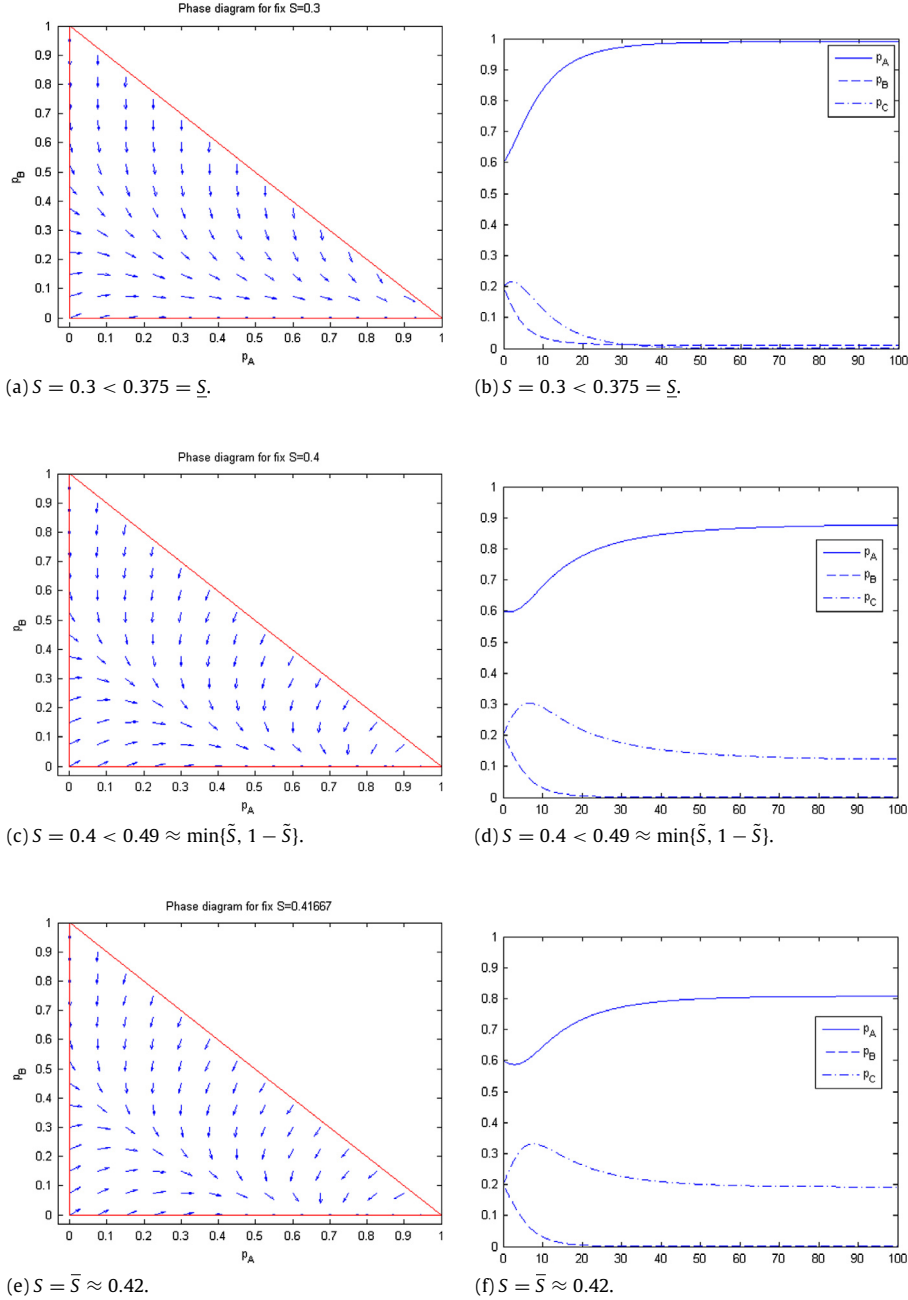 Phase diagram for fix S=0.3
1
0.9
0.8
0.7
0.6
0.5
0.4
0.3
0.2
0.1
0
p_B
0 0.1 0.2 0.3 0.4 0.5 0.6 0.7 0.8 0.9 1
p_A
(a) S = 0.3 < 0.375 = S̲.
1
0.9
0.8
0.7
0.6
0.5
0.4
0.3
0.2
0.1
0
0 10 20 30 40 50 60 70 80 90 100
p_A
p_B
p_C
(b) S = 0.3 < 0.375 = S̲.
Phase diagram for fix S=0.4
1
0.9
0.8
0.7
0.6
0.5
0.4
0.3
0.2
0.1
0
p_B
0 0.1 0.2 0.3 0.4 0.5 0.6 0.7 0.8 0.9 1
p_A
(c) S = 0.4 < 0.49 ≈ min{S̃, 1 − S̃}.
0.9
0.8
0.7
0.6
0.5
0.4
0.3
0.2
0.1
0
0 10 20 30 40 50 60 70 80 90 100
p_A
p_B
p_C
(d) S = 0.4 < 0.49 ≈ min{S̃, 1 − S̃}.
Phase diagram for fix S=0.41667
1
0.9
0.8
0.7
0.6
0.5
0.4
0.3
0.2
0.1
0
p_B
0 0.1 0.2 0.3 0.4 0.5 0.6 0.7 0.8 0.9 1
p_A
(e) S = S̅ ≈ 0.42.
0.9
0.8
0.7
0.6
0.5
0.4
0.3
0.2
0.1
0
0 10 20 30 40 50 60 70 80 90 100
p_A
p_B
p_C
(f) S = S̅ ≈ 0.42.